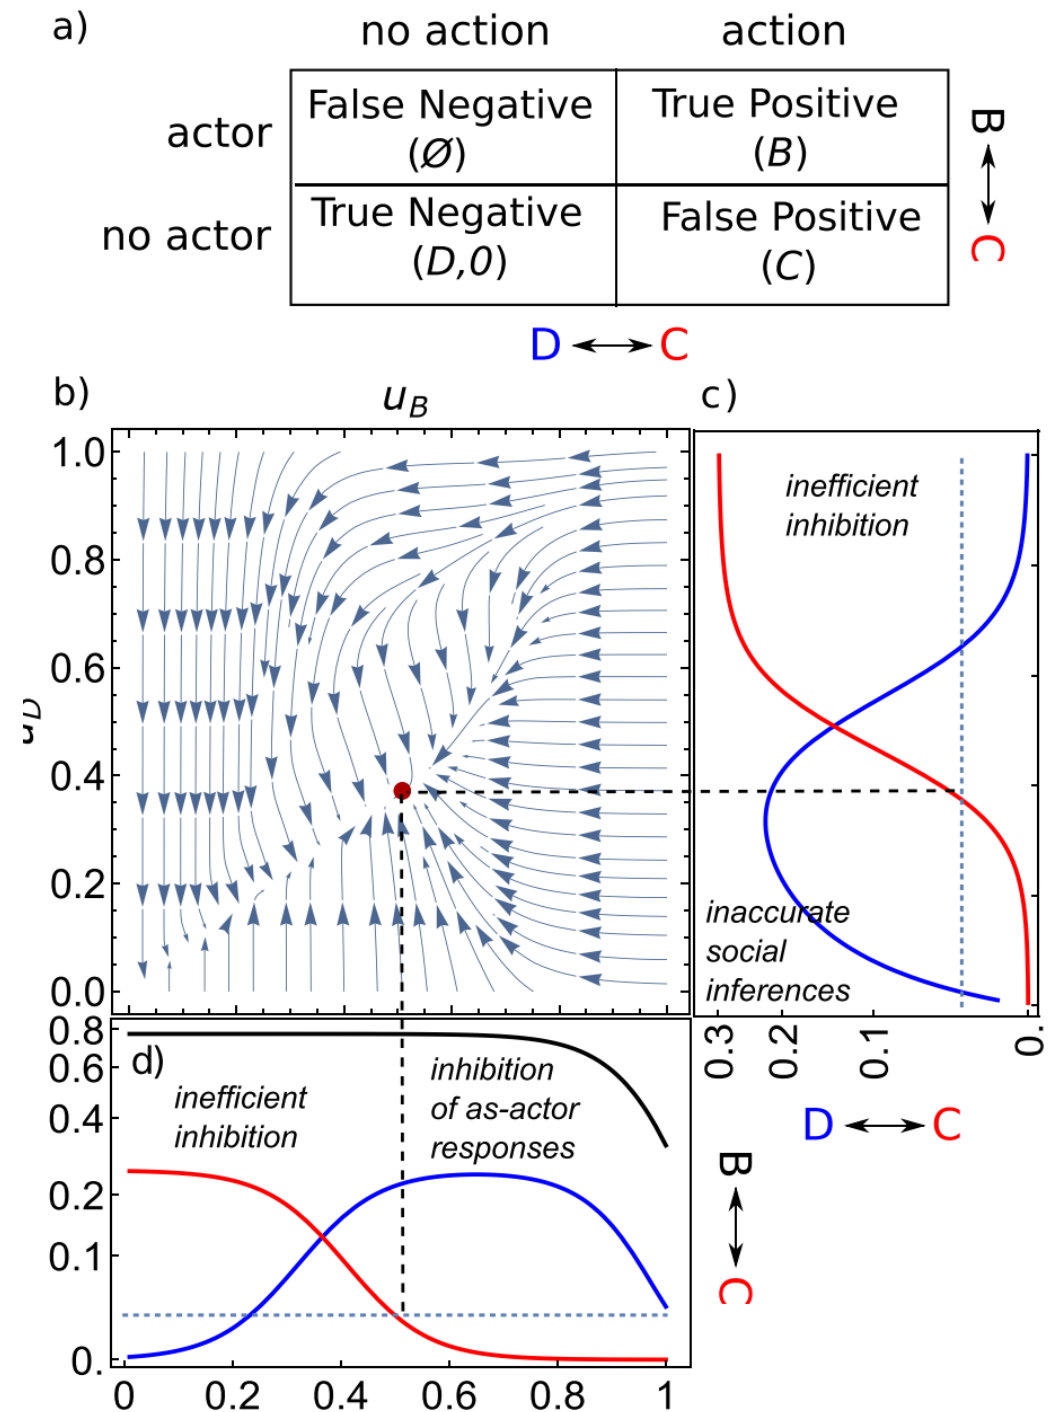 a)
no action
action
actor
False Negative
(Ø)
True Positive
(B)
no actor
True Negative
(D,0)
False Positive
(C)
B
C
D
C
b)
u_B
c)
1.0
0.8
0.6
0.4
0.2
0.0
u_D
inefficient
inhibition
inaccurate
social
inferences
0.3
0.2
0.1
0.
D
C
B
C
d)
0.8
0.6
0.4
0.2
0.1
0.
inefficient
inhibition
inhibition
of as-actor
responses
0
0.2
0.4
0.6
0.8
1